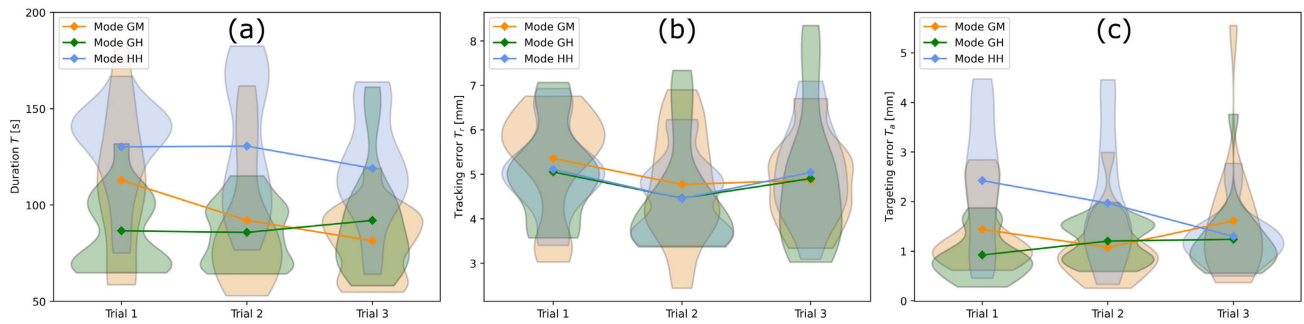 (a)
Mode GM
Mode GH
Mode HH
Duration T [s]
200
150
100
50
Trial 1 Trial 2 Trial 3
(b)
Mode GM
Mode GH
Mode HH
Tracking error Tr [mm]
8
7
6
5
4
3
Trial 1 Trial 2 Trial 3
(c)
Mode GM
Mode GH
Mode HH
Targeting error Ta [mm]
5
4
3
2
1
0
Trial 1 Trial 2 Trial 3